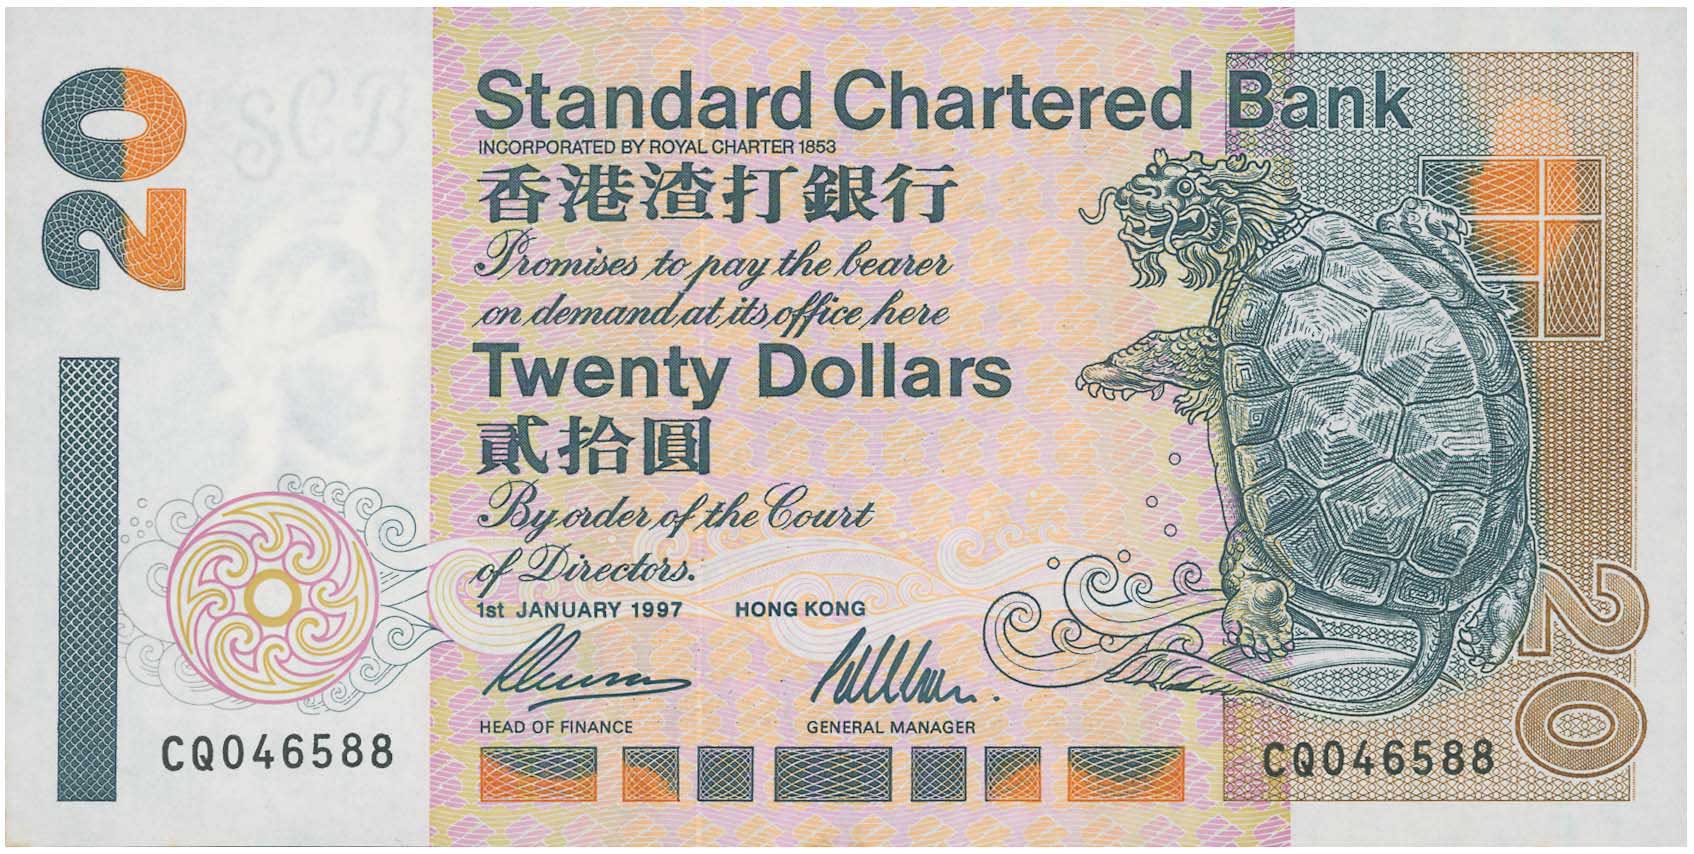 20
SCB
Standard Chartered Bank
INCORPORATED BY ROYAL CHARTER 1853
香港渣打銀行
Promises to pay the bearer
on demand at its office here
Twenty Dollars
貳拾圓
By order of the Court
of Directors.
1st JANUARY 1997 HONG KONG
HEAD OF FINANCE GENERAL MANAGER
CQ046588 CQ046588
20